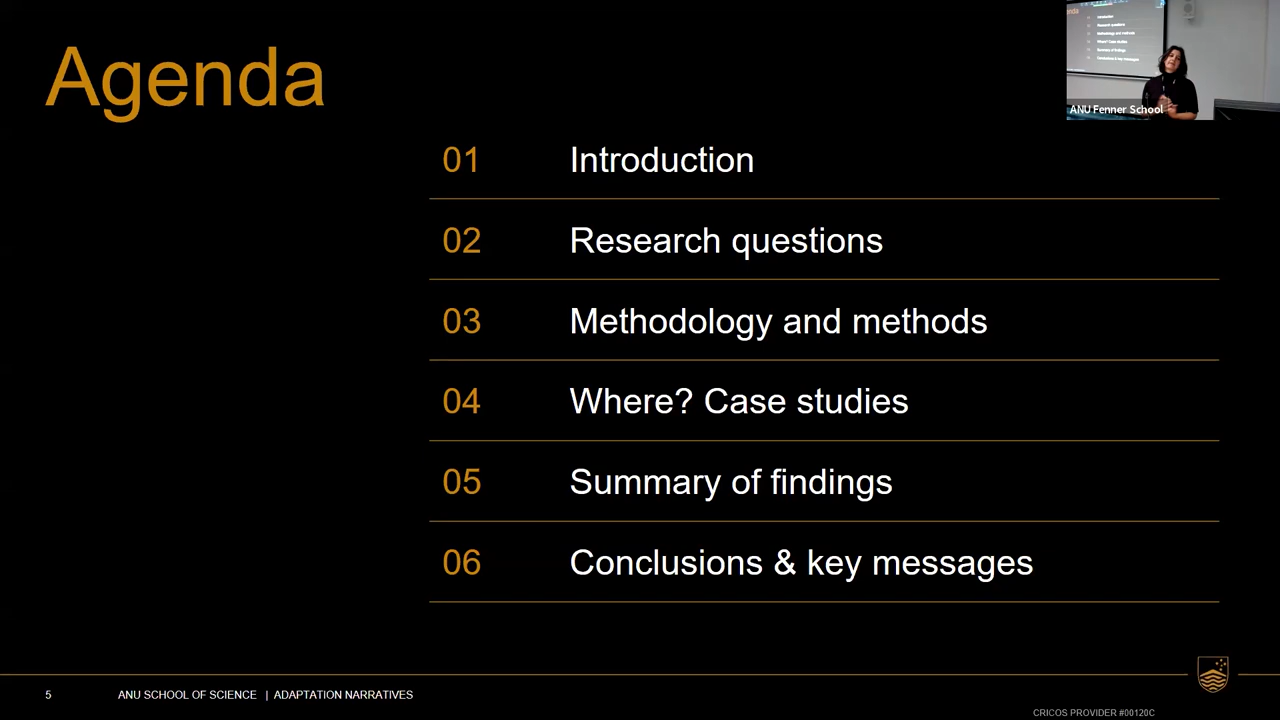 Agenda
ANU Fenner School
01 Introduction
02 Research questions
03 Methodology and methods
04 Where? Case studies
05 Summary of findings
06 Conclusions & key messages
5 ANU SCHOOL OF SCIENCE | ADAPTATION NARRATIVES
CRICOS PROVIDER #00120C